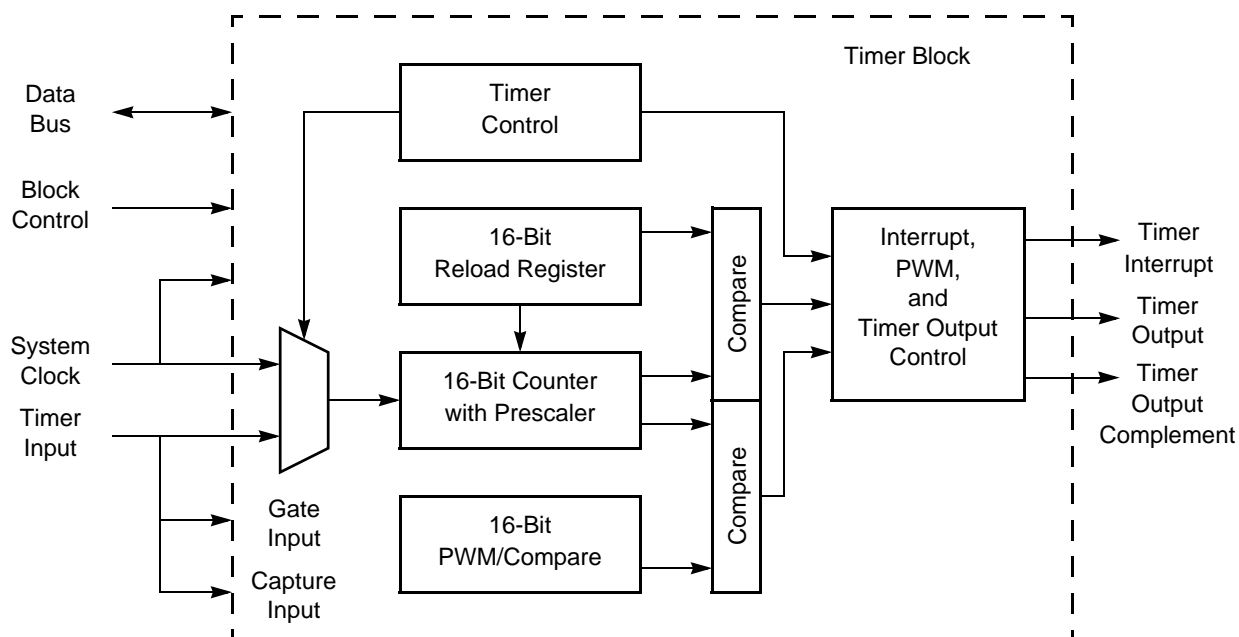 Timer Block
Data
Bus
Timer
Control
Block
Control
16-Bit
Reload Register
Compare
Interrupt,
PWM,
and
Timer Output
Control
Timer
Interrupt
Timer
Output
Timer
Output
Complement
System
Clock
16-Bit Counter
with Prescaler
Timer
Input
Compare
Gate
Input
16-Bit
PWM/Compare
Capture
Input